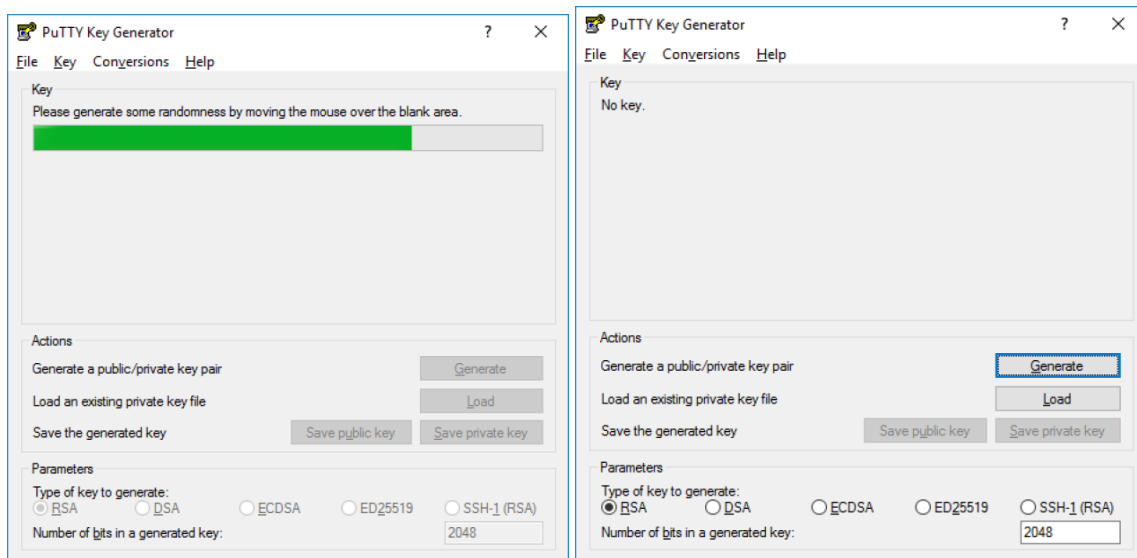 PuTTY Key Generator
?
File Key Conversions Help
Key
Please generate some randomness by moving the mouse over the blank area.
Actions
Generate a public/private key pair
Generate
Load an existing private key file
Load
Save the generated key
Save public key
Save private key
Parameters
Type of key to generate:
RSA DSA ECDSA ED25519 SSH-1 (RSA)
Number of bits in a generated key:
2048
PuTTY Key Generator
?
File Key Conversions Help
Key
No key.
Actions
Generate a public/private key pair
Generate
Load an existing private key file
Load
Save the generated key
Save public key
Save private key
Parameters
Type of key to generate:
RSA DSA ECDSA ED25519 SSH-1 (RSA)
Number of bits in a generated key:
2048